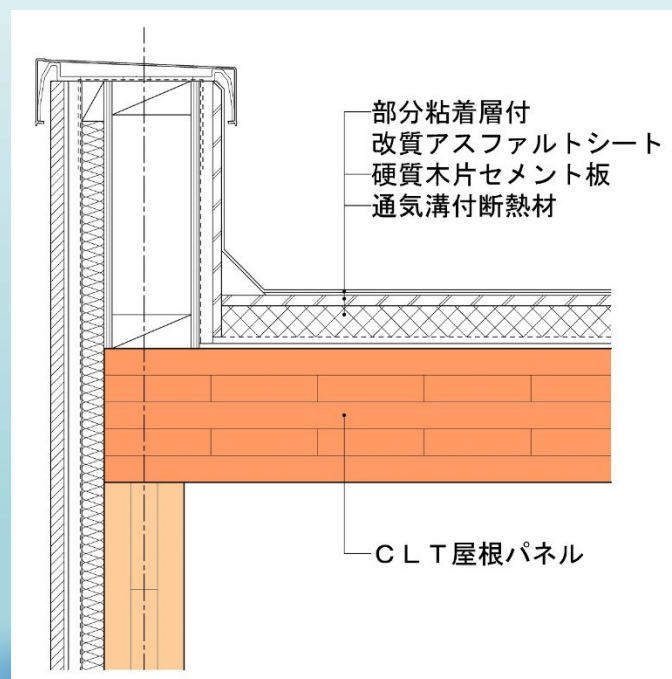 部分粘着層付
改質アスファルトシート
硬質木片セメント板
通気溝付断熱材
ＣＬＴ屋根パネル